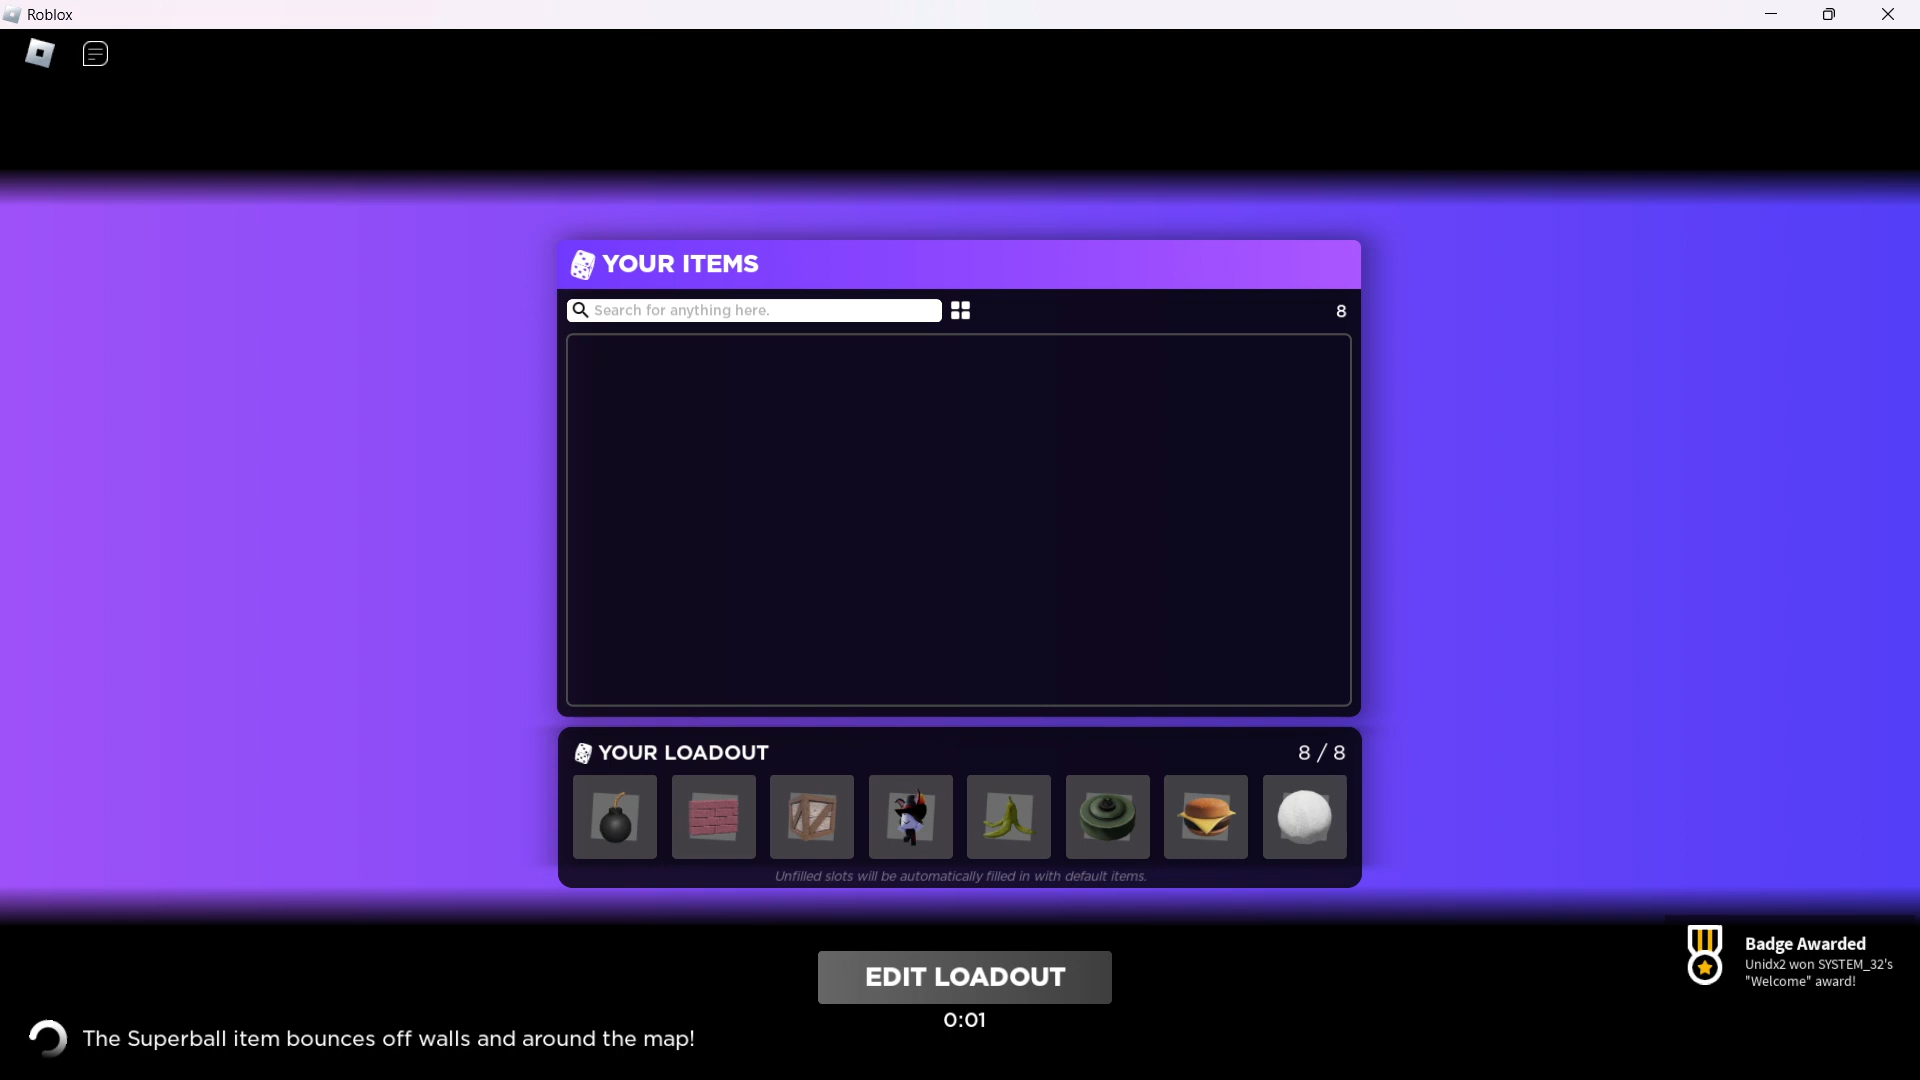 Roblox
YOUR ITEMS
Search for anything here.
8
YOUR LOADOUT
8 / 8
Unfilled slots will be automatically filled in with default items.
EDIT LOADOUT
0:01
Badge Awarded
Unidx2 won SYSTEM_32's
"Welcome" award!
The Superball item bounces off walls and around the map!